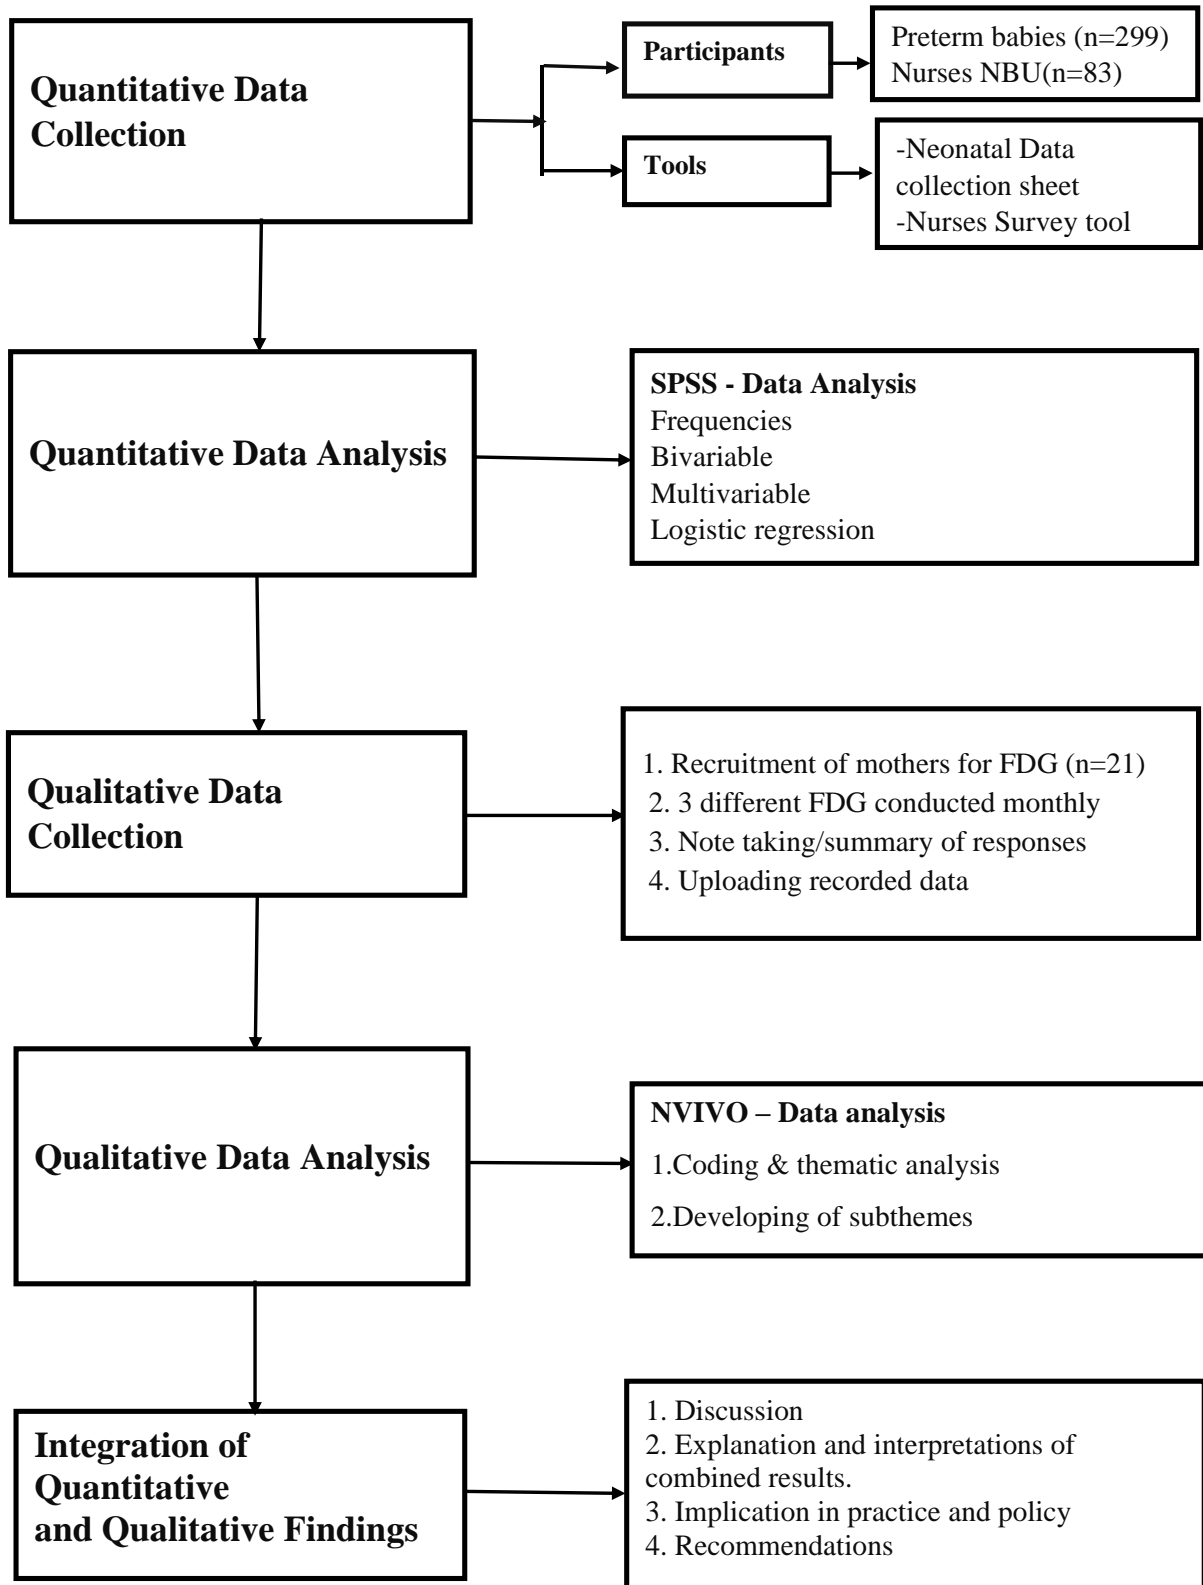 Quantitative Data
Collection
Participants
Preterm babies (n=299)
Nurses NBU(n=83)
Tools
-Neonatal Data
collection sheet
-Nurses Survey tool
Quantitative Data Analysis
SPSS - Data Analysis
Frequencies
Bivariable
Multivariable
Logistic regression
Qualitative Data
Collection
1. Recruitment of mothers for FDG (n=21)
2. 3 different FDG conducted monthly
3. Note taking/summary of responses
4. Uploading recorded data
Qualitative Data Analysis
NVIVO – Data analysis
1.Coding & thematic analysis
2.Developing of subthemes
Integration of
Quantitative
and Qualitative Findings
1. Discussion
2. Explanation and interpretations of
combined results.
3. Implication in practice and policy
4. Recommendations